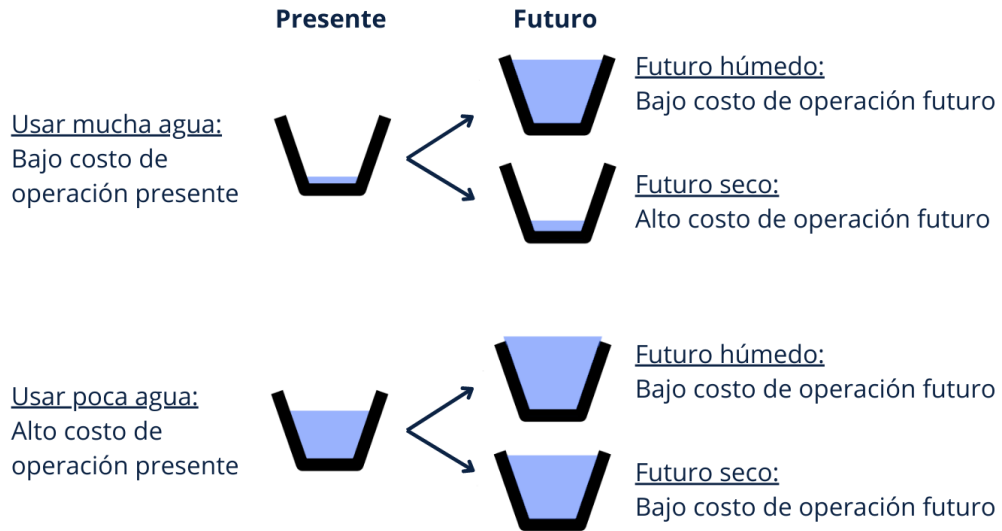 Presente
Futuro
Usar mucha agua:
Bajo costo de
operación presente
Futuro húmedo:
Bajo costo de operación futuro
Futuro seco:
Alto costo de operación futuro
Usar poca agua:
Alto costo de
operación presente
Futuro húmedo:
Bajo costo de operación futuro
Futuro seco:
Bajo costo de operación futuro